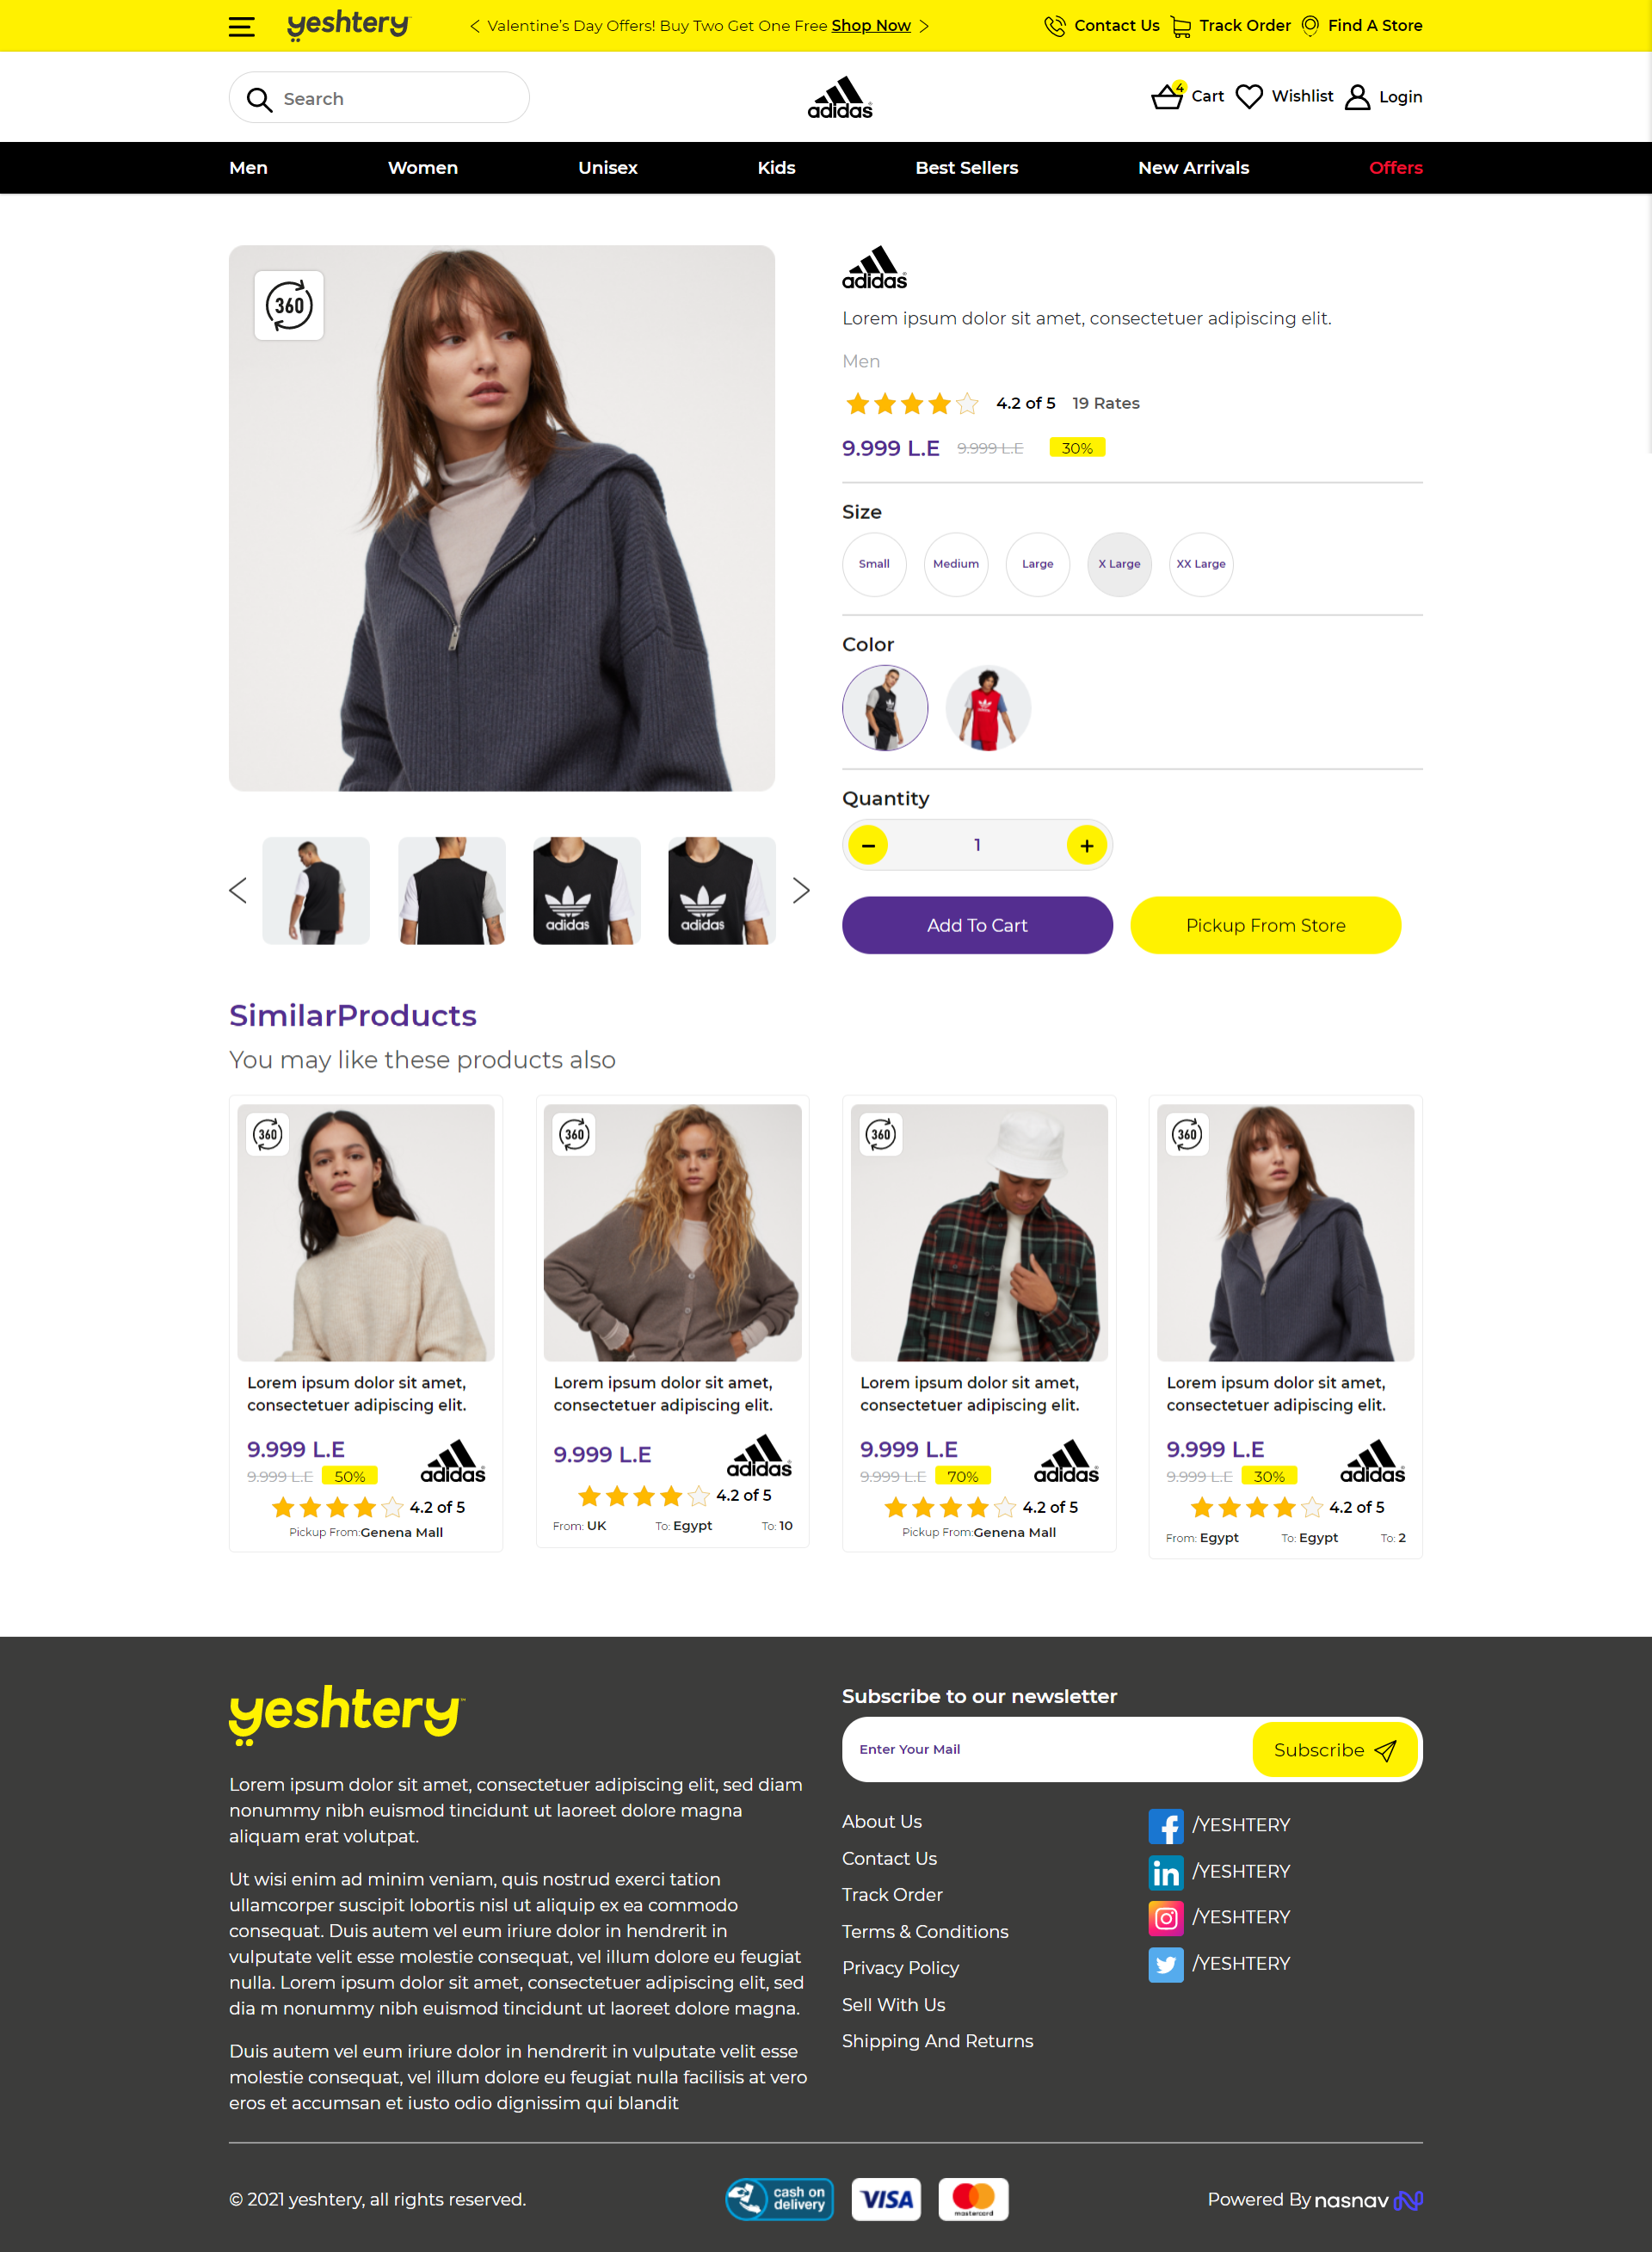 yeshtery
Valentine's Day Offers! Buy Two Get One Free Shop Now
Contact Us
Track Order
Find A Store
Search
adidas
4
Cart
Wishlist
Login
Men
Women
Unisex
Kids
Best Sellers
New Arrivals
Offers
360
adidas
Lorem ipsum dolor sit amet, consectetuer adipiscing elit.
Men
4.2 of 5
19 Rates
9.999 L.E
9.999 L.E
30%
Size
Small
Medium
Large
X Large
XX Large
Color
Quantity
− 1 +
adidas
adidas
Add To Cart
Pickup From Store
SimilarProducts
You may like these products also
360
Lorem ipsum dolor sit amet,
consectetuer adipiscing elit.
9.999 L.E
9.999 L.E
50%
adidas
4.2 of 5
Pickup From:Genena Mall
360
Lorem ipsum dolor sit amet,
consectetuer adipiscing elit.
9.999 L.E
adidas
4.2 of 5
From: UK
To: Egypt
To: 10
360
Lorem ipsum dolor sit amet,
consectetuer adipiscing elit.
9.999 L.E
9.999 L.E
70%
adidas
4.2 of 5
Pickup From:Genena Mall
360
Lorem ipsum dolor sit amet,
consectetuer adipiscing elit.
9.999 L.E
9.999 L.E
30%
adidas
4.2 of 5
From: Egypt
To: Egypt
To: 2
yeshtery™
Lorem ipsum dolor sit amet, consectetuer adipiscing elit, sed diam
nonummy nibh euismod tincidunt ut laoreet dolore magna
aliquam erat volutpat.
Ut wisi enim ad minim veniam, quis nostrud exerci tation
ullamcorper suscipit lobortis nisl ut aliquip ex ea commodo
consequat. Duis autem vel eum iriure dolor in hendrerit in
vulputate velit esse molestie consequat, vel illum dolore eu feugiat
nulla. Lorem ipsum dolor sit amet, consectetuer adipiscing elit, sed
dia m nonummy nibh euismod tincidunt ut laoreet dolore magna.
Duis autem vel eum iriure dolor in hendrerit in vulputate velit esse
molestie consequat, vel illum dolore eu feugiat nulla facilisis at vero
eros et accumsan et iusto odio dignissim qui blandit
Subscribe to our newsletter
Enter Your Mail
Subscribe
About Us
Contact Us
Track Order
Terms & Conditions
Privacy Policy
Sell With Us
Shipping And Returns
/YESHTERY
/YESHTERY
/YESHTERY
/YESHTERY
© 2021 yeshtery, all rights reserved.
cash on
delivery
VISA
mastercard
Powered By nasnav